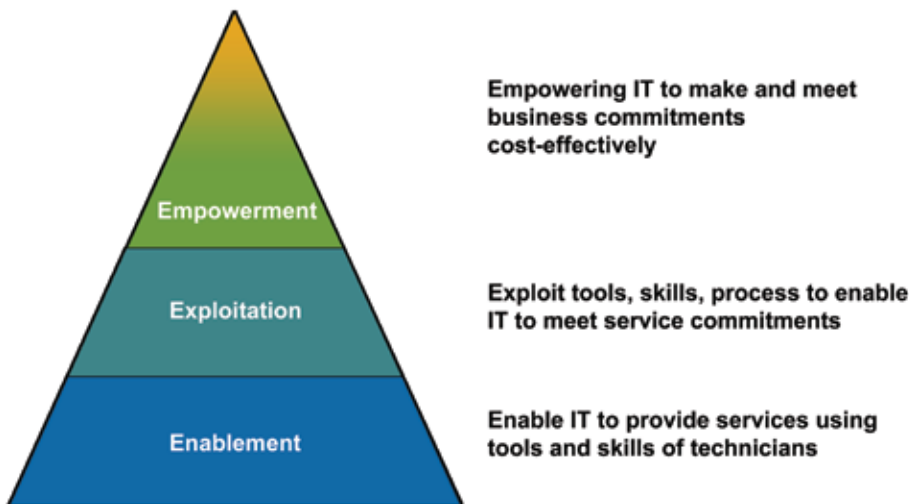 Empowering IT to make and meet
business commitments
cost-effectively
Empowerment
Exploit tools, skills, process to enable
IT to meet service commitments
Exploitation
Enable IT to provide services using
tools and skills of technicians
Enablement